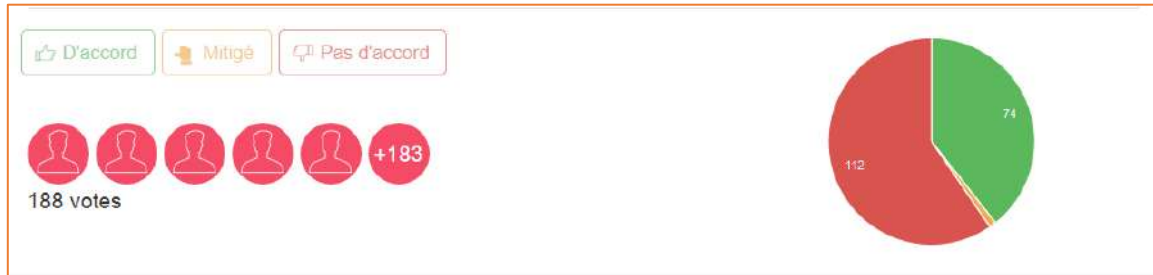 D'accord
Mitigé
Pas d'accord
+183
188 votes
74
112